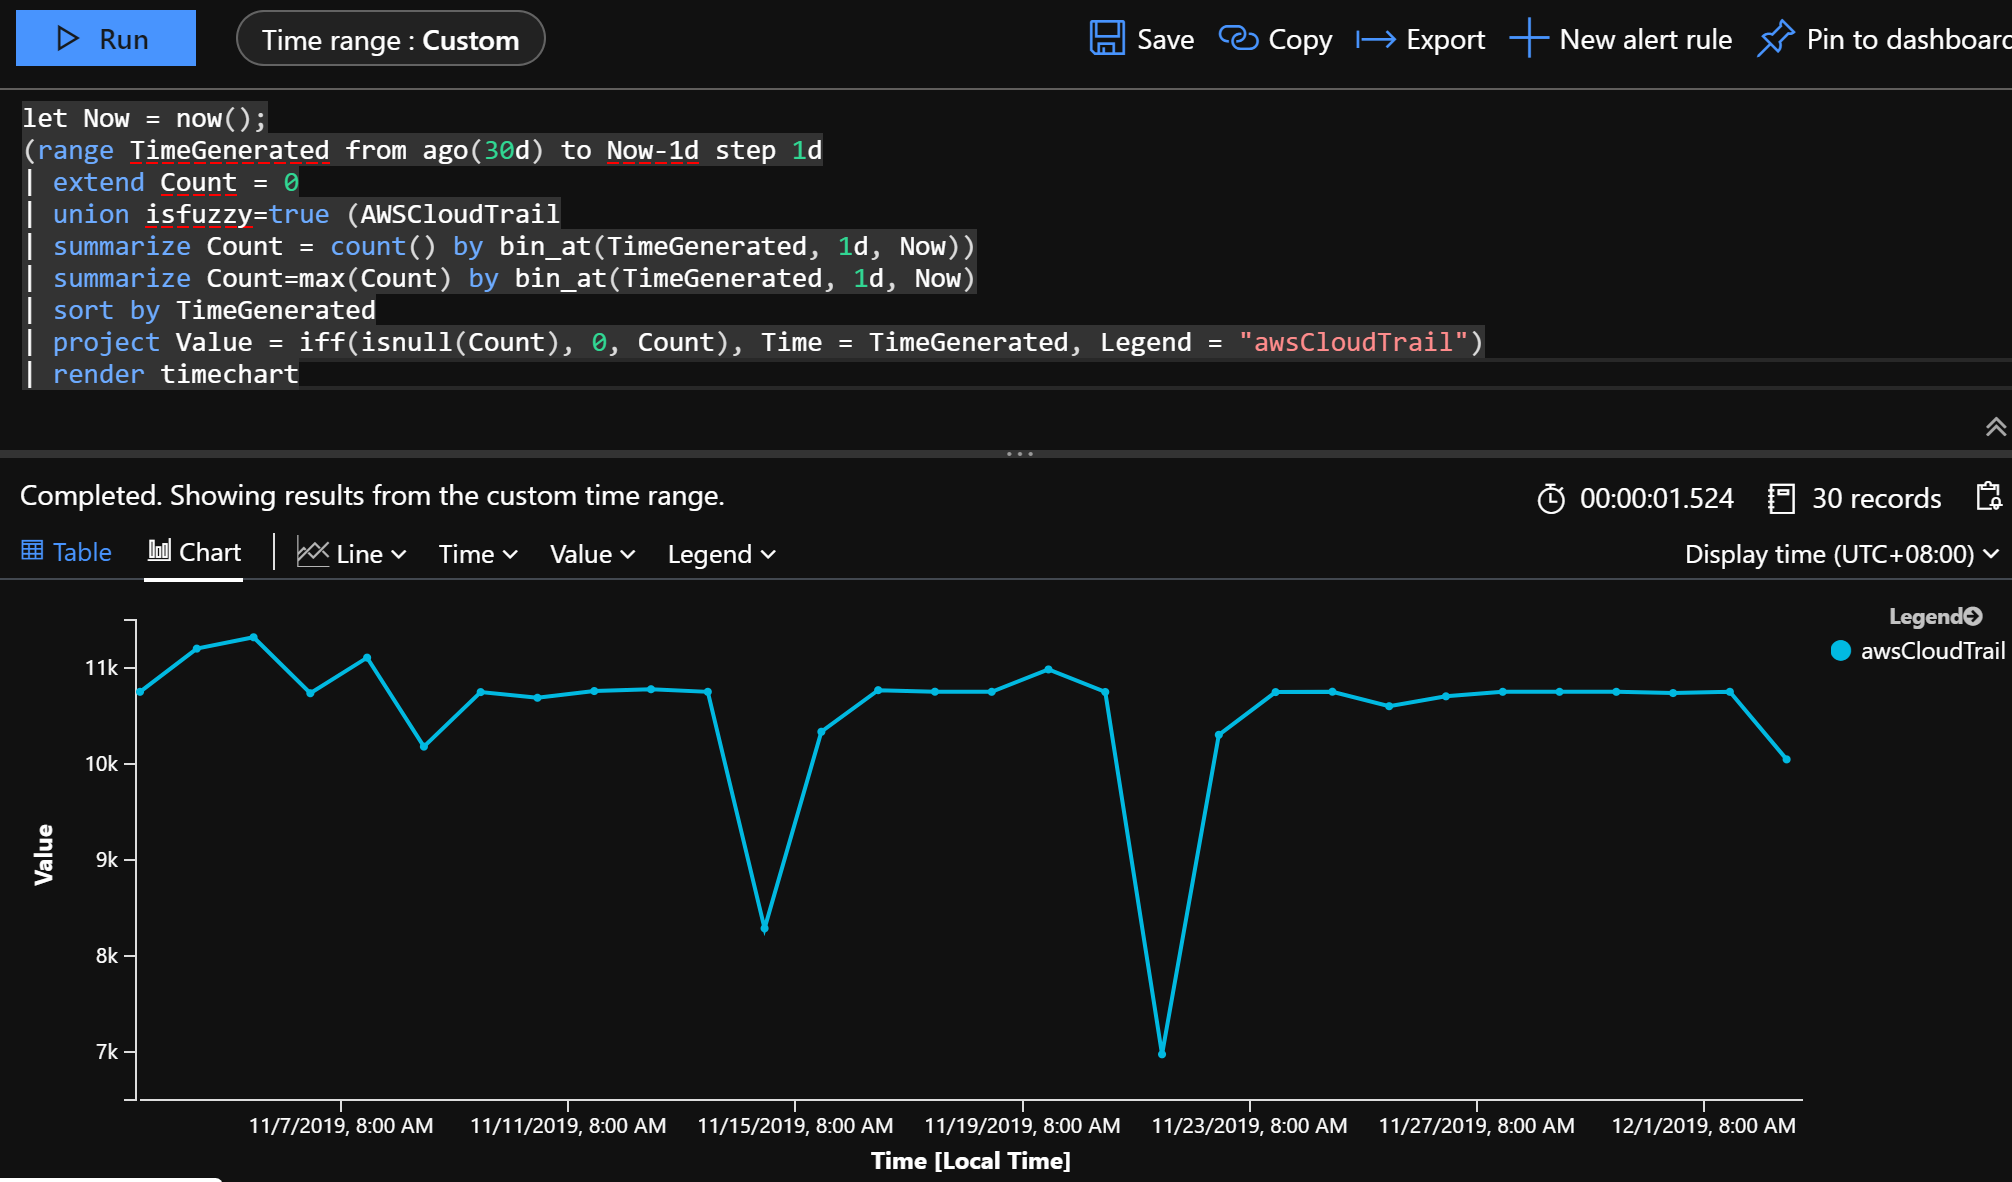 Run
Time range : Custom
Save
Copy
Export
New alert rule
Pin to dashboard
let Now = now();
(range TimeGenerated from ago(30d) to Now-1d step 1d
| extend Count = 0
| union isfuzzy=true (AWSCloudTrail
| summarize Count = count() by bin_at(TimeGenerated, 1d, Now))
| summarize Count=max(Count) by bin_at(TimeGenerated, 1d, Now)
| sort by TimeGenerated
| project Value = iff(isnull(Count), 0, Count), Time = TimeGenerated, Legend = "awsCloudTrail")
| render timechart
Completed. Showing results from the custom time range.
00:00:01.524
30 records
Table
Chart
Line
Time
Value
Legend
Display time (UTC+08:00)
Legend
awsCloudTrail
11k
10k
9k
8k
7k
Value
11/7/2019, 8:00 AM
11/11/2019, 8:00 AM
11/15/2019, 8:00 AM
11/19/2019, 8:00 AM
11/23/2019, 8:00 AM
11/27/2019, 8:00 AM
12/1/2019, 8:00 AM
Time [Local Time]